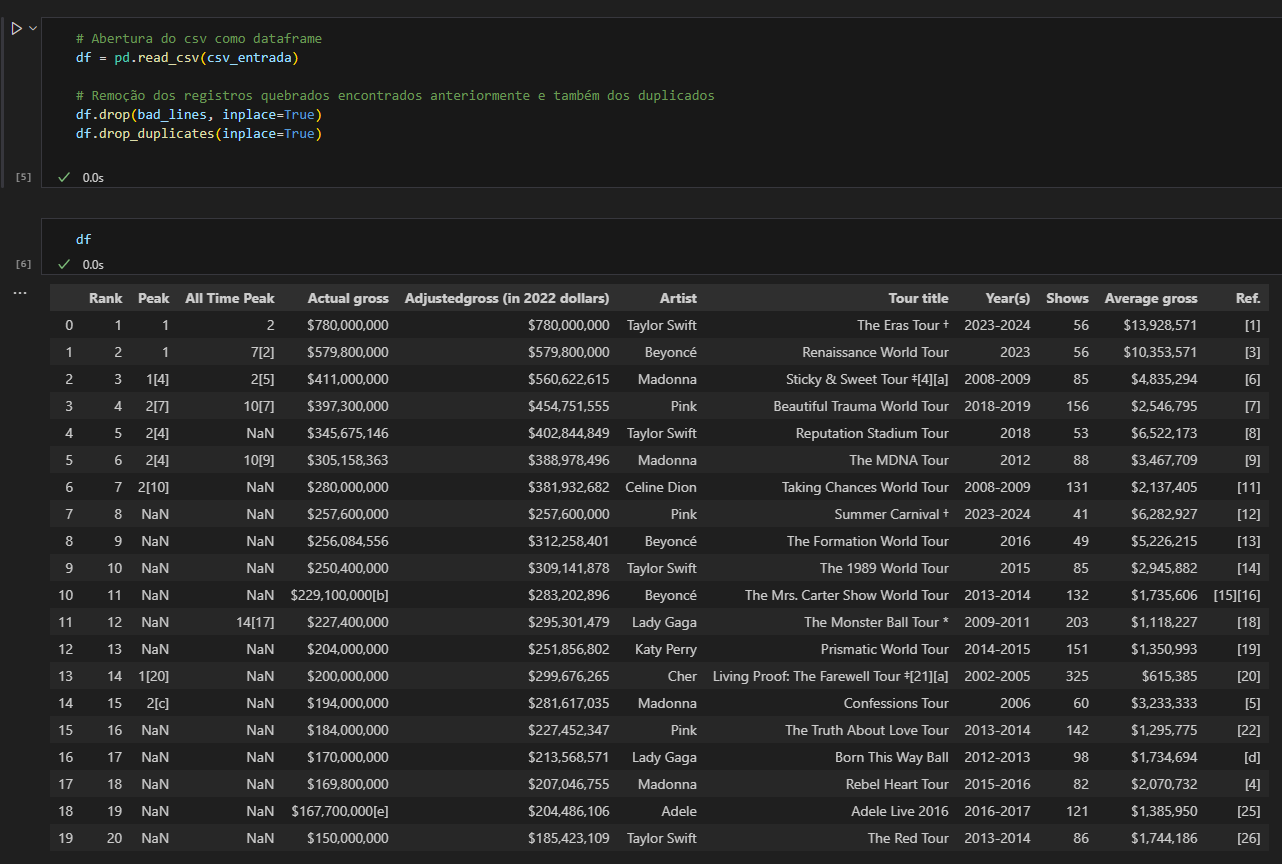 # Abertura do csv como dataframe
df = pd.read_csv(csv_entrada)
# Remoção dos registros quebrados encontrados anteriormente e também dos duplicados
df.drop(bad_lines, inplace=True)
df.drop_duplicates(inplace=True)
[5] ✓ 0.0s
df
[6] ✓ 0.0s
... Rank Peak All Time Peak Actual gross Adjustedgross (in 2022 dollars) Artist Tour title Year(s) Shows Average gross Ref.
0 1 1 2 $780,000,000 $780,000,000 Taylor Swift The Eras Tour † 2023-2024 56 $13,928,571 [1]
1 2 1 7[2] $579,800,000 $579,800,000 Beyoncé Renaissance World Tour 2023 56 $10,353,571 [3]
2 3 1[4] 2[5] $411,000,000 $560,622,615 Madonna Sticky & Sweet Tour ‡[4][a] 2008-2009 85 $4,835,294 [6]
3 4 2[7] 10[7] $397,300,000 $454,751,555 Pink Beautiful Trauma World Tour 2018-2019 156 $2,546,795 [7]
4 5 2[4] NaN $345,675,146 $402,844,849 Taylor Swift Reputation Stadium Tour 2018 53 $6,522,173 [8]
5 6 2[4] 10[9] $305,158,363 $388,978,496 Madonna The MDNA Tour 2012 88 $3,467,709 [9]
6 7 2[10] NaN $280,000,000 $381,932,682 Celine Dion Taking Chances World Tour 2008-2009 131 $2,137,405 [11]
7 8 NaN NaN $257,600,000 $257,600,000 Pink Summer Carnival † 2023-2024 41 $6,282,927 [12]
8 9 NaN NaN $256,084,556 $312,258,401 Beyoncé The Formation World Tour 2016 49 $5,226,215 [13]
9 10 NaN NaN $250,400,000 $309,141,878 Taylor Swift The 1989 World Tour 2015 85 $2,945,882 [14]
10 11 NaN NaN $229,100,000[b] $283,202,896 Beyoncé The Mrs. Carter Show World Tour 2013-2014 132 $1,735,606 [15][16]
11 12 NaN 14[17] $227,400,000 $295,301,479 Lady Gaga The Monster Ball Tour * 2009-2011 203 $1,118,227 [18]
12 13 NaN NaN $204,000,000 $251,856,802 Katy Perry Prismatic World Tour 2014-2015 151 $1,350,993 [19]
13 14 1[20] NaN $200,000,000 $299,676,265 Cher Living Proof: The Farewell Tour ‡[21][a] 2002-2005 325 $615,385 [20]
14 15 2[c] NaN $194,000,000 $281,617,035 Madonna Confessions Tour 2006 60 $3,233,333 [5]
15 16 NaN NaN $184,000,000 $227,452,347 Pink The Truth About Love Tour 2013-2014 142 $1,295,775 [22]
16 17 NaN NaN $170,000,000 $213,568,571 Lady Gaga Born This Way Ball 2012-2013 98 $1,734,694 [d]
17 18 NaN NaN $169,800,000 $207,046,755 Madonna Rebel Heart Tour 2015-2016 82 $2,070,732 [4]
18 19 NaN NaN $167,700,000[e] $204,486,106 Adele Adele Live 2016 2016-2017 121 $1,385,950 [25]
19 20 NaN NaN $150,000,000 $185,423,109 Taylor Swift The Red Tour 2013-2014 86 $1,744,186 [26]